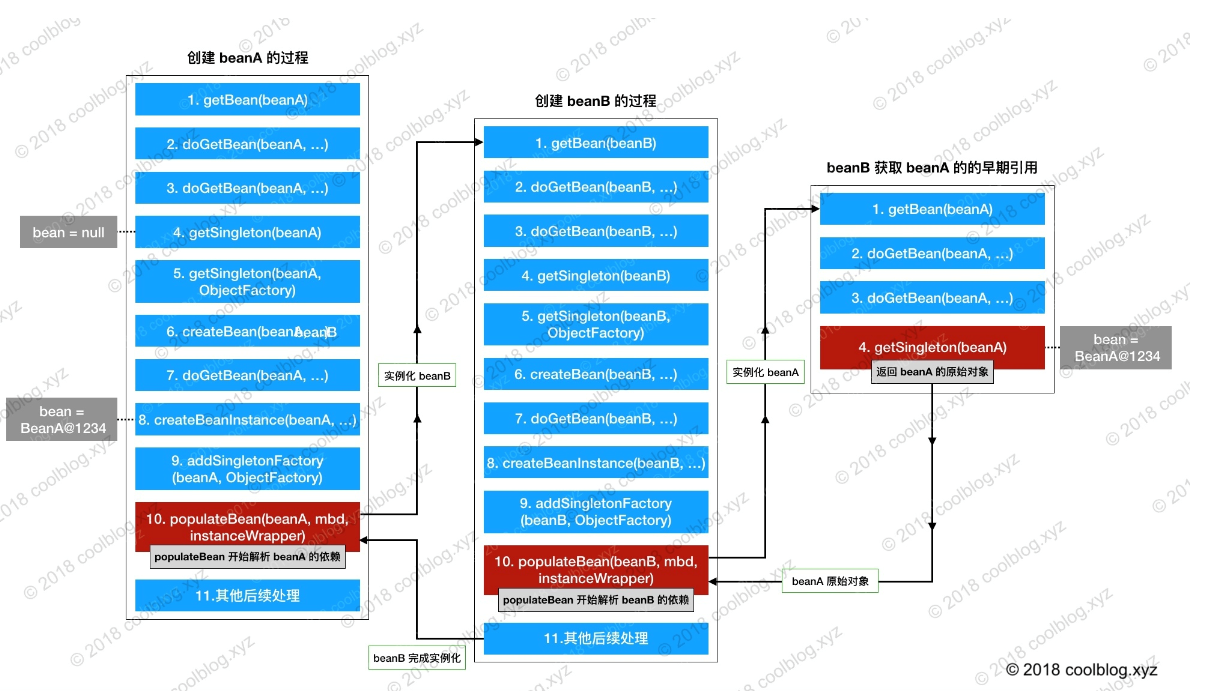 创建 beanA 的过程
1. getBean(beanA)
2. doGetBean(beanA, …)
3. doGetBean(beanA, …)
4. getSingleton(beanA)
5. getSingleton(beanA,
ObjectFactory)
6. createBean(beanA, beanB
7. doGetBean(beanA, …)
8. createBeanInstance(beanA, …)
9. addSingletonFactory
(beanA, ObjectFactory)
10. populateBean(beanA, mbd,
instanceWrapper)
populateBean 开始解析 beanA 的依赖
11.其他后续处理
bean = null
bean =
BeanA@1234
实例化 beanB
beanB 完成实例化
创建 beanB 的过程
1. getBean(beanB)
2. doGetBean(beanB, …)
3. doGetBean(beanB, …)
4. getSingleton(beanB)
5. getSingleton(beanB,
ObjectFactory)
6. createBean(beanB, …)
7. doGetBean(beanB, …)
8. createBeanInstance(beanB, …)
9. addSingletonFactory
(beanB, ObjectFactory)
10. populateBean(beanB, mbd,
instanceWrapper)
populateBean 开始解析 beanB 的依赖
11.其他后续处理
实例化 beanA
beanA 原始对象
beanB 获取 beanA 的的早期引用
1. getBean(beanA)
2. doGetBean(beanA, …)
3. doGetBean(beanA, …)
4. getSingleton(beanA)
返回 beanA 的原始对象
bean =
BeanA@1234
© 2018 coolblog.xyz